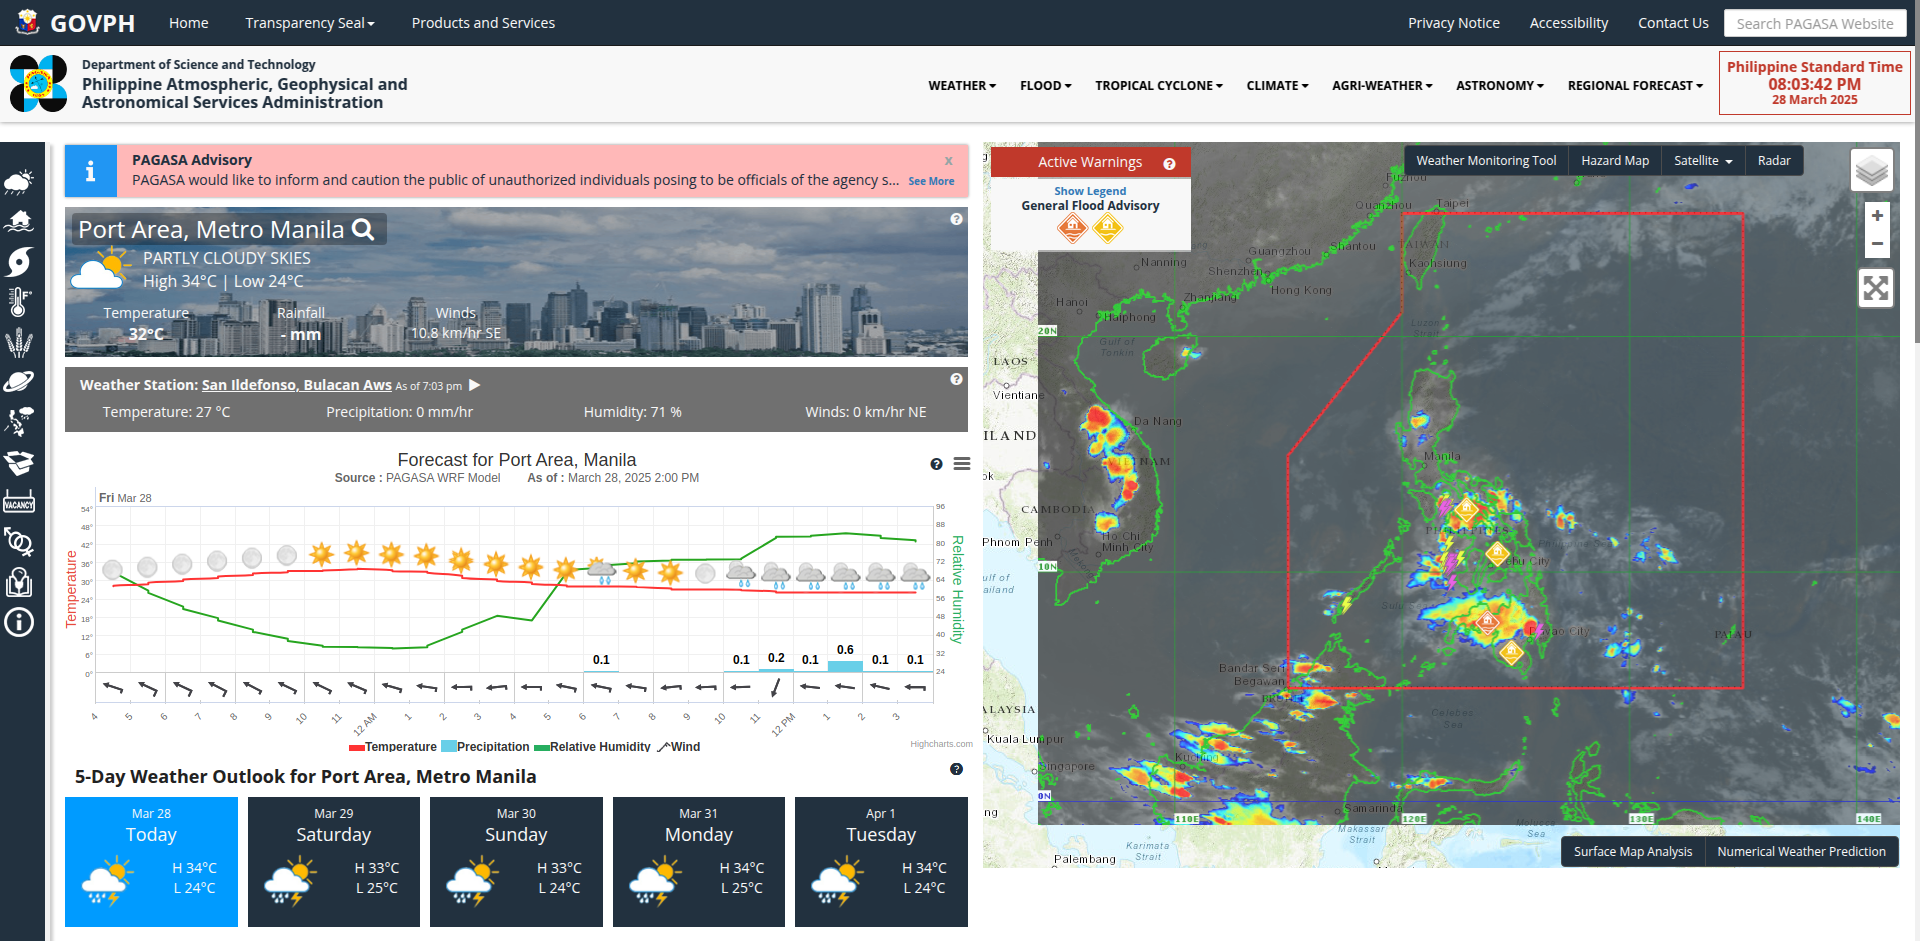 GOVPH
Home
Transparency Seal
Products and Services
Privacy Notice
Accessibility
Contact Us
Search PAGASA Website
Department of Science and Technology
Philippine Atmospheric, Geophysical and
Astronomical Services Administration
WEATHER
FLOOD
TROPICAL CYCLONE
CLIMATE
AGRI-WEATHER
ASTRONOMY
REGIONAL FORECAST
Philippine Standard Time
08:03:42 PM
28 March 2025
VACANCY
PAGASA Advisory
x
PAGASA would like to inform and caution the public of unauthorized individuals posing to be officials of the agency s...
See More
Port Area, Metro Manila
PARTLY CLOUDY SKIES
High 34°C | Low 24°C
Temperature
Rainfall
Winds
32°C
- mm
10.8 km/hr SE
Weather Station: San Ildefonso, Bulacan Aws As of 7:03 pm
Temperature: 27 °C
Precipitation: 0 mm/hr
Humidity: 71 %
Winds: 0 km/hr NE
Forecast for Port Area, Manila
Source : PAGASA WRF Model As of : March 28, 2025 2:00 PM
Fri Mar 28
Temperature
54°
48°
42°
36°
30°
24°
18°
12°
6°
0°
96
88
80
72
64
56
48
40
32
24
Relative Humidity
0.1
0.1
0.2
0.1
0.6
0.1
0.1
4
5
6
7
8
9
10
11
12 AM
1
2
3
4
5
6
7
8
9
10
11
12 PM
1
2
3
Temperature
Precipitation
Relative Humidity
Wind
Highcharts.com
5-Day Weather Outlook for Port Area, Metro Manila
Mar 28
Today
H 34°C
L 24°C
Mar 29
Saturday
H 33°C
L 25°C
Mar 30
Sunday
H 33°C
L 24°C
Mar 31
Monday
H 34°C
L 25°C
Apr 1
Tuesday
H 34°C
L 24°C
Active Warnings
Show Legend
General Flood Advisory
Weather Monitoring Tool
Hazard Map
Satellite
Radar
+
−
Fuzhou
Quanzhou
Taipei
Guangzhou
Shantou
TAIWAN
Nanning
Shenzhen
Kaohsiung
Zhanjiang
Hong Kong
Hanoi
Haiphong
Luzon
Strait
20N
Gulf of
Tonkin
LAOS
Vientiane
Da Nang
ILAND
Manila
VIETNAM
CAMBODIA
PHILIPPINES
Phnom Penh
Ho Chi
Minh City
10N
Sulu
Davao City
PALAU
Bandar Seri
Begawan
ALAYSIA
Celebes
Sea
Kuala Lumpur
Kuching
Singapore
0N
Samarinda
110E
120E
130E
140E
Makassar
Strait
Molucca
Sea
Karimata
Strait
Palembang
Surface Map Analysis
Numerical Weather Prediction